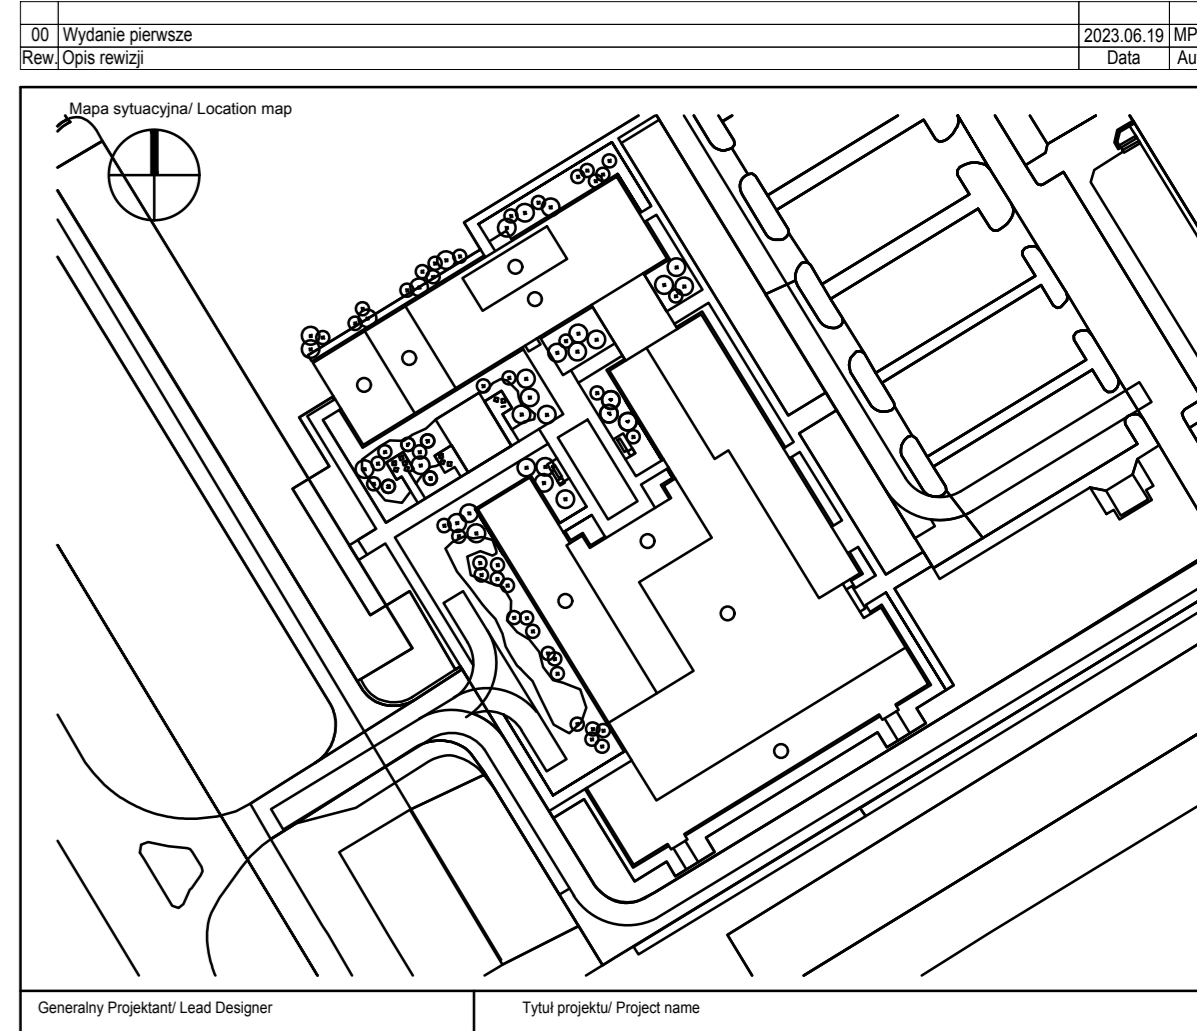 00 Wydanie pierwsze 2023.06.19 MP
Rew. Opis rewizji Data Au
Mapa sytuacyjna/ Location map
Generalny Projektant/ Lead Designer Tytuł projektu/ Project name